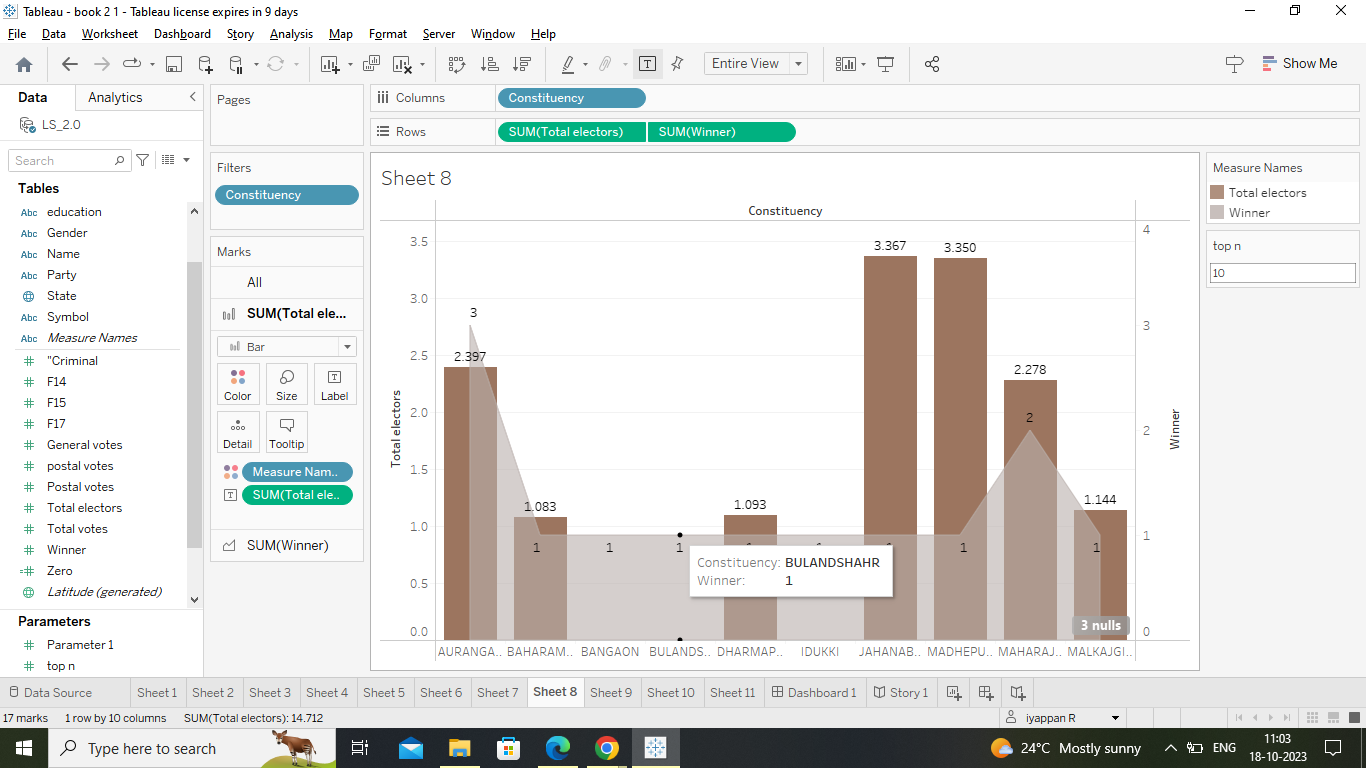 Tableau - book 2 1 - Tableau license expires in 9 days
File Data Worksheet Dashboard Story Analysis Map Format Server Window Help
Entire View
Show Me
Data Analytics
LS_2.0
Search
Tables
Abc education
Abc Gender
Abc Name
Abc Party
State
Abc Symbol
Abc Measure Names
# "Criminal
# F14
# F15
# F17
# General votes
# postal votes
# Postal votes
# Total electors
# Total votes
# Winner
=# Zero
Latitude (generated)
Parameters
# Parameter 1
# top n
Pages
Filters
Constituency
Marks
All
SUM(Total ele...
Bar
Color Size Label
Detail Tooltip
Measure Nam..
SUM(Total ele..
SUM(Winner)
Columns Constituency
Rows SUM(Total electors) SUM(Winner)
Sheet 8
Constituency
Total electors
3.5
3.0
2.5
2.0
1.5
1.0
0.5
0.0
3
2.397
1.083
1.093
3.367
3.350
2.278
2
1.144
1 1 1 1 1 1 1 1
Constituency: BULANDSHAHR
Winner: 1
3 nulls
4
3
2
1
0
Winner
AURANGA.. BAHARAM.. BANGAON BULANDS.. DHARMAP.. IDUKKI JAHANAB.. MADHEPU.. MAHARAJ.. MALKAJGI..
Measure Names
Total electors
Winner
top n
10
Data Source Sheet 1 Sheet 2 Sheet 3 Sheet 4 Sheet 5 Sheet 6 Sheet 7 Sheet 8 Sheet 9 Sheet 10 Sheet 11 Dashboard 1 Story 1
17 marks 1 row by 10 columns SUM(Total electors): 14.712
iyappan R
Type here to search
24°C Mostly sunny
ENG
11:03
18-10-2023